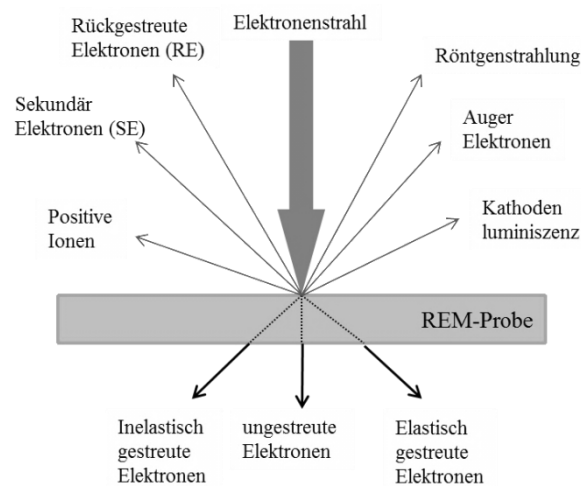 Elektronenstrahl
Rückgestreute
Elektronen (RE)
Röntgenstrahlung
Sekundär
Elektronen (SE)
Auger
Elektronen
Positive
Ionen
Kathoden
luminiszenz
REM-Probe
Inelastisch
gestreute
Elektronen
ungestreute
Elektronen
Elastisch
gestreute
Elektronen